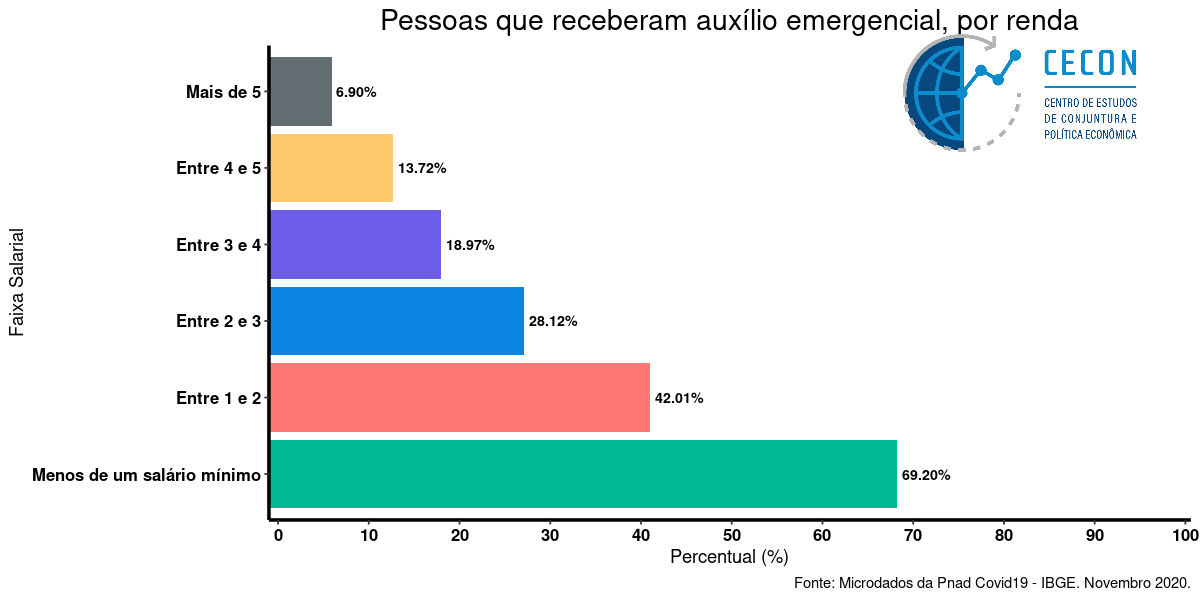 Pessoas que receberam auxílio emergencial, por renda
CECON
CENTRO DE ESTUDOS
DE CONJUNTURA E
POLÍTICA ECONÔMICA
Faixa Salarial
Mais de 5
6.90%
Entre 4 e 5
13.72%
Entre 3 e 4
18.97%
Entre 2 e 3
28.12%
Entre 1 e 2
42.01%
Menos de um salário mínimo
69.20%
0 10 20 30 40 50 60 70 80 90 100
Percentual (%)
Fonte: Microdados da Pnad Covid19 - IBGE. Novembro 2020.